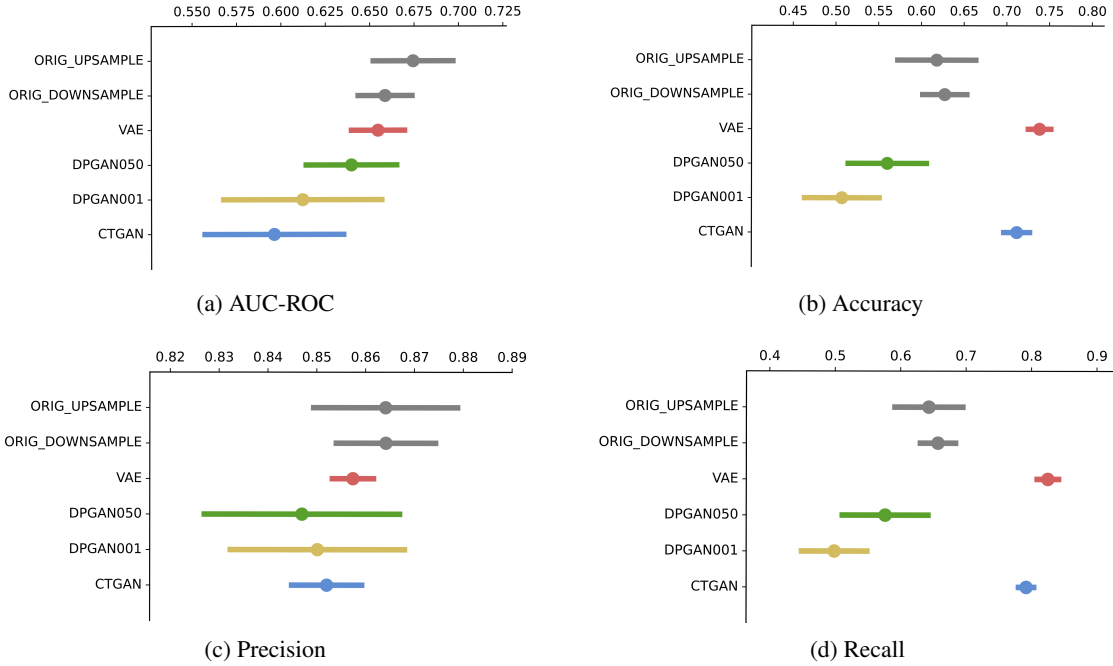 0.550 0.575 0.600 0.625 0.650 0.675 0.700 0.725
ORIG_UPSAMPLE
ORIG_DOWNSAMPLE
VAE
DPGAN050
DPGAN001
CTGAN
(a) AUC-ROC
0.45 0.50 0.55 0.60 0.65 0.70 0.75 0.80
ORIG_UPSAMPLE
ORIG_DOWNSAMPLE
VAE
DPGAN050
DPGAN001
CTGAN
(b) Accuracy
0.82 0.83 0.84 0.85 0.86 0.87 0.88 0.89
ORIG_UPSAMPLE
ORIG_DOWNSAMPLE
VAE
DPGAN050
DPGAN001
CTGAN
(c) Precision
0.4 0.5 0.6 0.7 0.8 0.9
ORIG_UPSAMPLE
ORIG_DOWNSAMPLE
VAE
DPGAN050
DPGAN001
CTGAN
(d) Recall